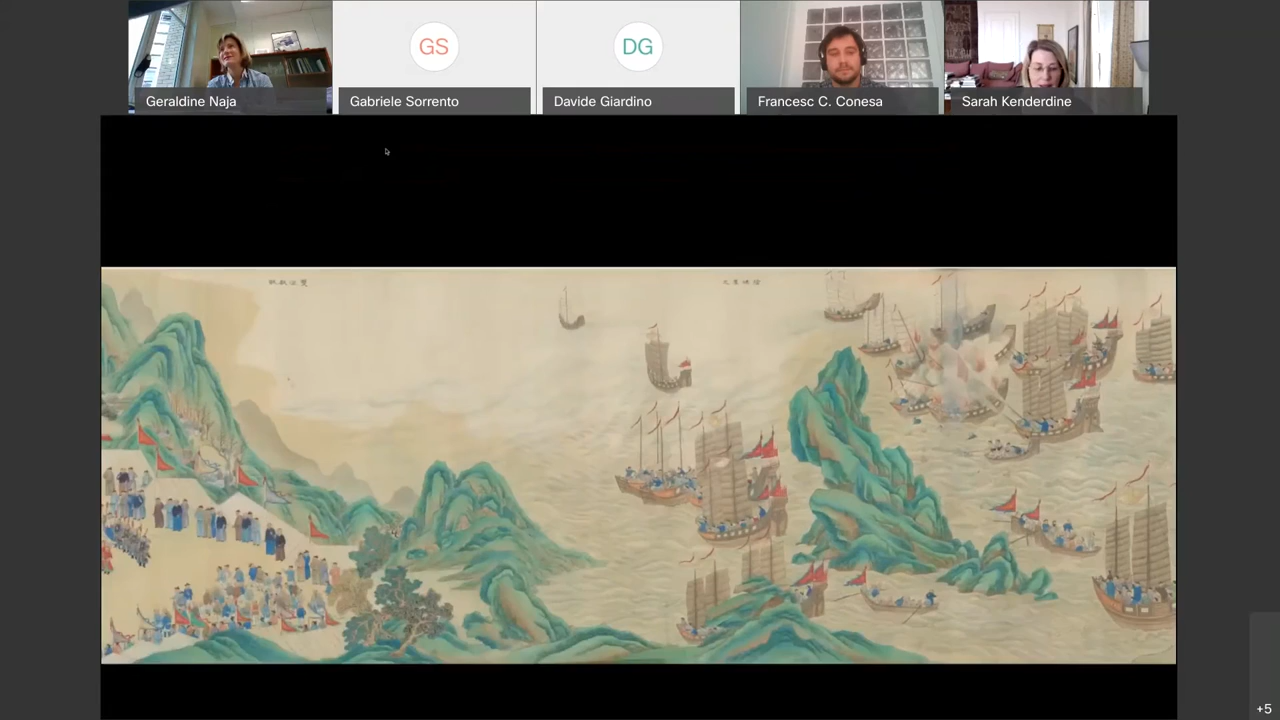 Geraldine Naja
GS
Gabriele Sorrento
DG
Davide Giardino
Francesc C. Conesa
Sarah Kenderdine
+5